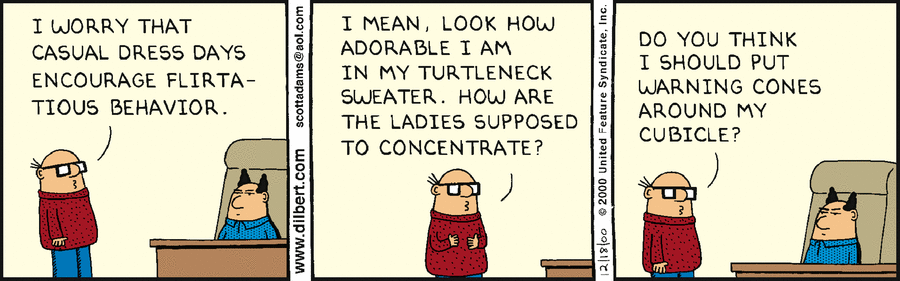 I WORRY THAT
CASUAL DRESS DAYS
ENCOURAGE FLIRTA-
TIOUS BEHAVIOR.
www.dilbert.com
scottadams@aol.com
I MEAN, LOOK HOW
ADORABLE I AM
IN MY TURTLENECK
SWEATER. HOW ARE
THE LADIES SUPPOSED
TO CONCENTRATE?
12/18/00 © 2000 United Feature Syndicate, Inc.
DO YOU THINK
I SHOULD PUT
WARNING CONES
AROUND MY
CUBICLE?